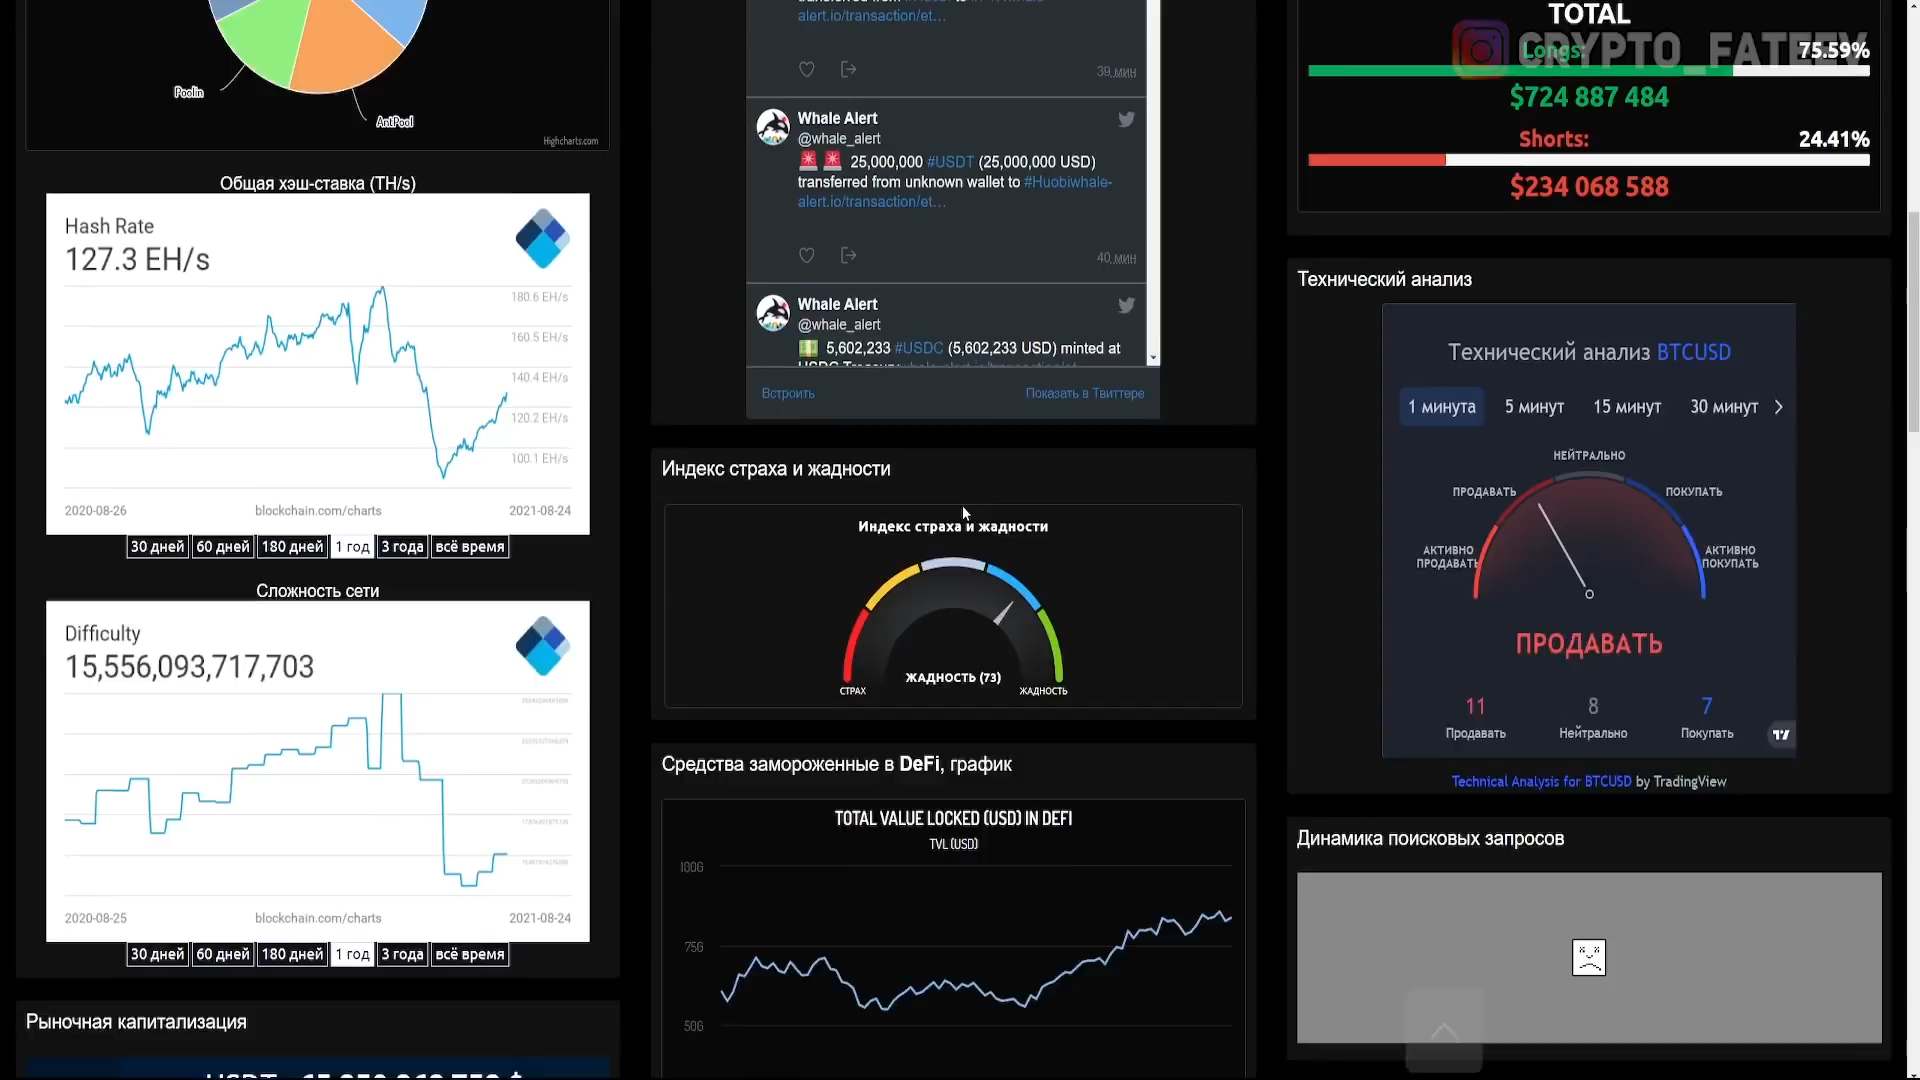 Poolin
AntPool
Highcharts.com
Общая хэш-ставка (TH/s)
Hash Rate
127.3 EH/s
180.6 EH/s
160.5 EH/s
140.4 EH/s
120.2 EH/s
100.1 EH/s
2020-08-26
blockchain.com/charts
2021-08-24
30 дней
60 дней
180 дней
1 год
3 года
всё время
Сложность сети
Difficulty
15,556,093,717,703
2020-08-25
blockchain.com/charts
2021-08-24
30 дней
60 дней
180 дней
1 год
3 года
всё время
Рыночная капитализация
alert.io/transaction/et…
39 мин
Whale Alert
@whale_alert
25,000,000 #USDT (25,000,000 USD)
transferred from unknown wallet to #Huobiwhale-
alert.io/transaction/et…
40 мин
Whale Alert
@whale_alert
5,602,233 #USDC (5,602,233 USD) minted at
Встроить
Показать в Твиттере
Индекс страха и жадности
Индекс страха и жадности
ЖАДНОСТЬ (73)
СТРАХ
ЖАДНОСТЬ
Средства замороженные в DeFi, график
TOTAL VALUE LOCKED (USD) IN DEFI
TVL (USD)
100G
75G
50G
TOTAL
CRYPTO_FATEEV
Longs:
75.59%
$724 887 484
Shorts:
24.41%
$234 068 588
Технический анализ
Технический анализ BTCUSD
1 минута
5 минут
15 минут
30 минут
НЕЙТРАЛЬНО
ПРОДАВАТЬ
ПОКУПАТЬ
АКТИВНО
ПРОДАВАТЬ
АКТИВНО
ПОКУПАТЬ
ПРОДАВАТЬ
11
8
7
Продавать
Нейтрально
Покупать
Technical Analysis for BTCUSD by TradingView
Динамика поисковых запросов